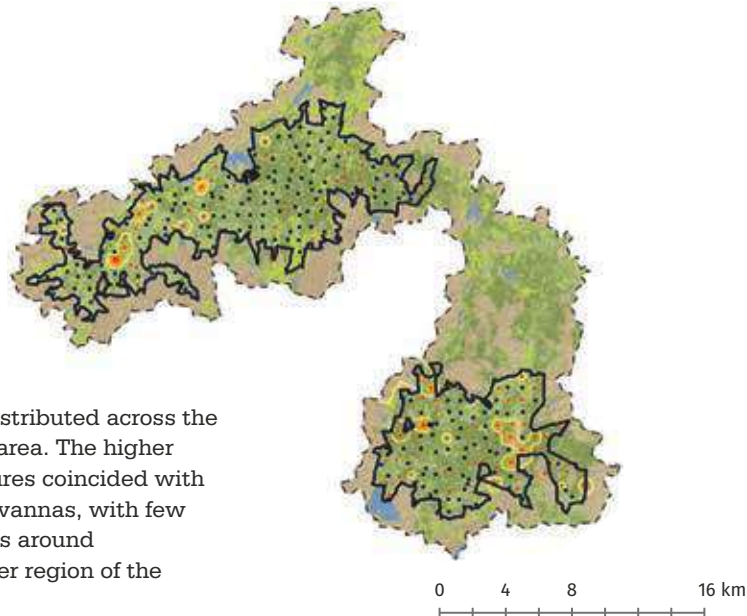 stributed across the
area. The higher
ures coincided with
vannas, with few
s around
er region of the
0 4 8 16 km